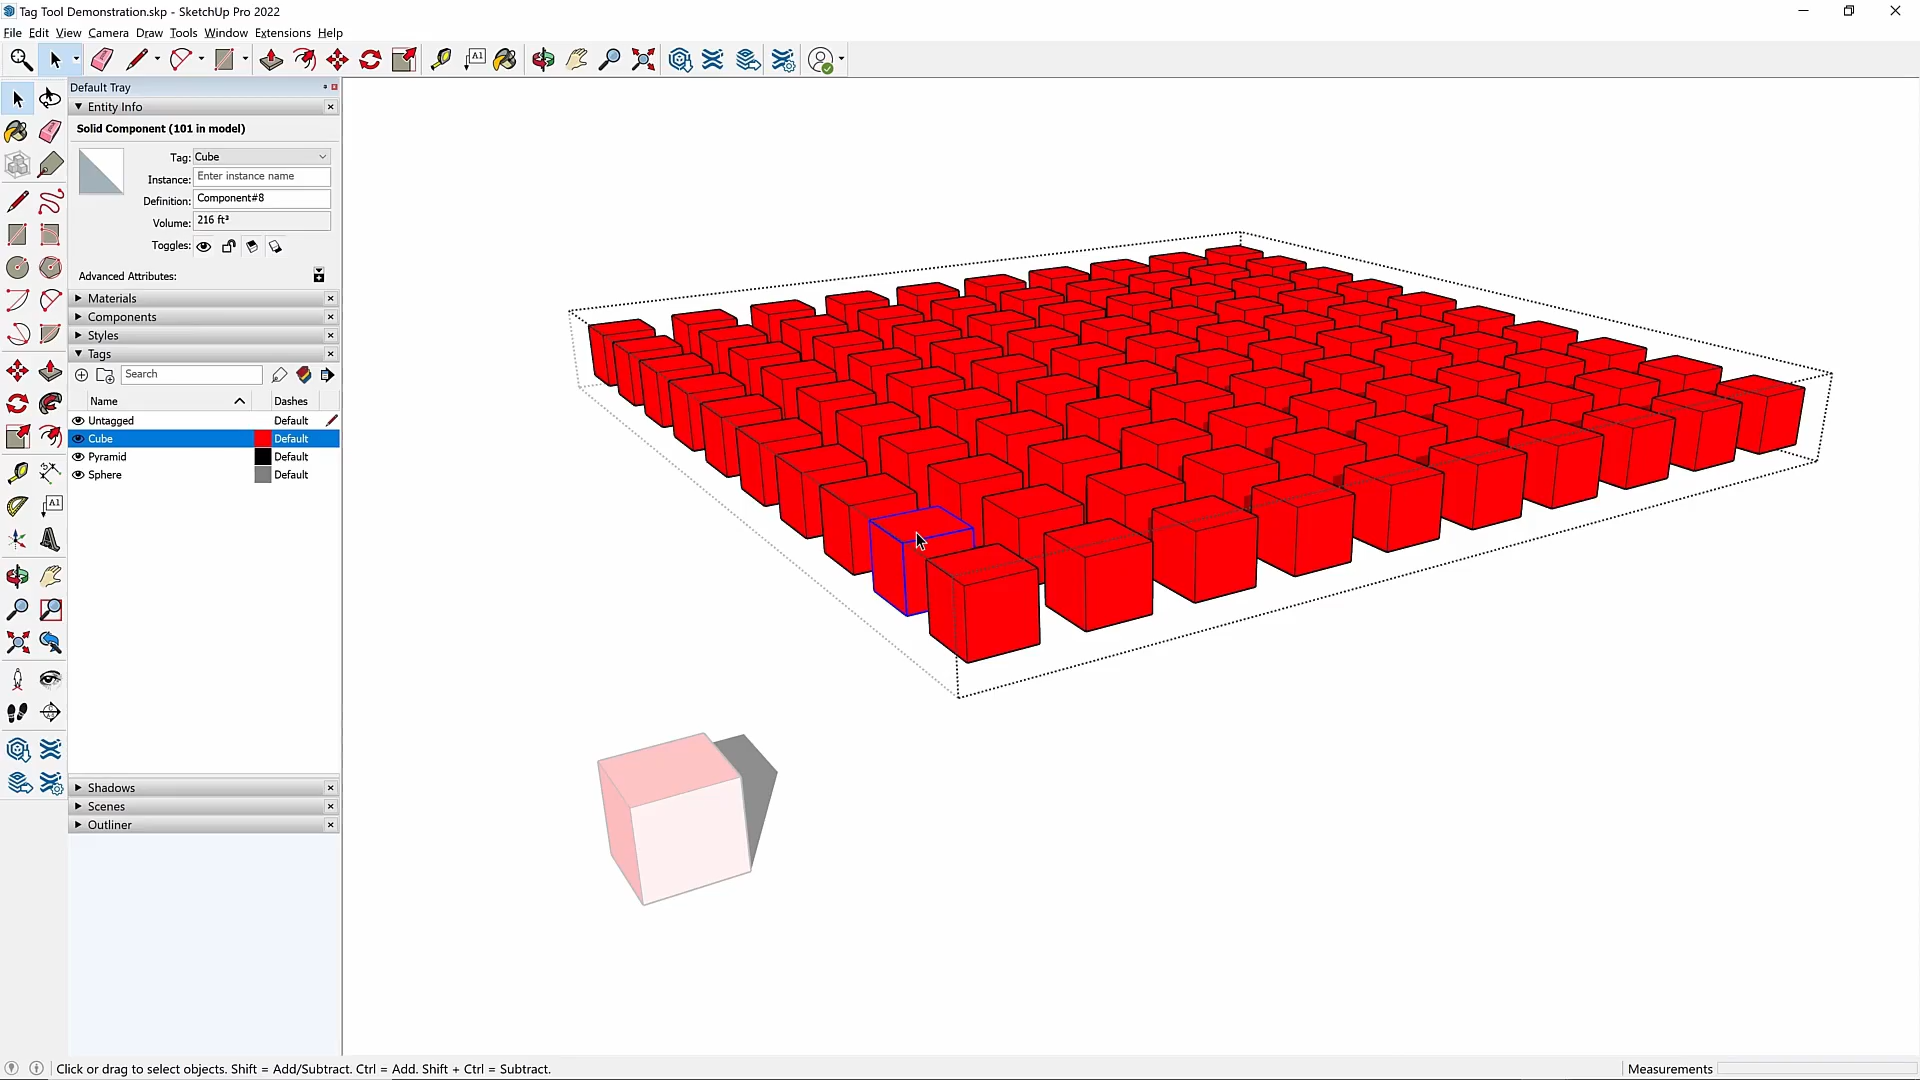 Tag Tool Demonstration.skp - SketchUp Pro 2022
File Edit View Camera Draw Tools Window Extensions Help
A1
Default Tray
Entity Info
Solid Component (101 in model)
Tag: Cube
Instance: Enter instance name
Definition: Component#8
Volume: 216 ft³
Toggles:
Advanced Attributes:
Materials
Components
Styles
Tags
Search
Name Dashes
Untagged Default
Cube Default
Pyramid Default
Sphere Default
A1
Shadows
Scenes
Outliner
Click or drag to select objects. Shift = Add/Subtract. Ctrl = Add. Shift + Ctrl = Subtract.
Measurements